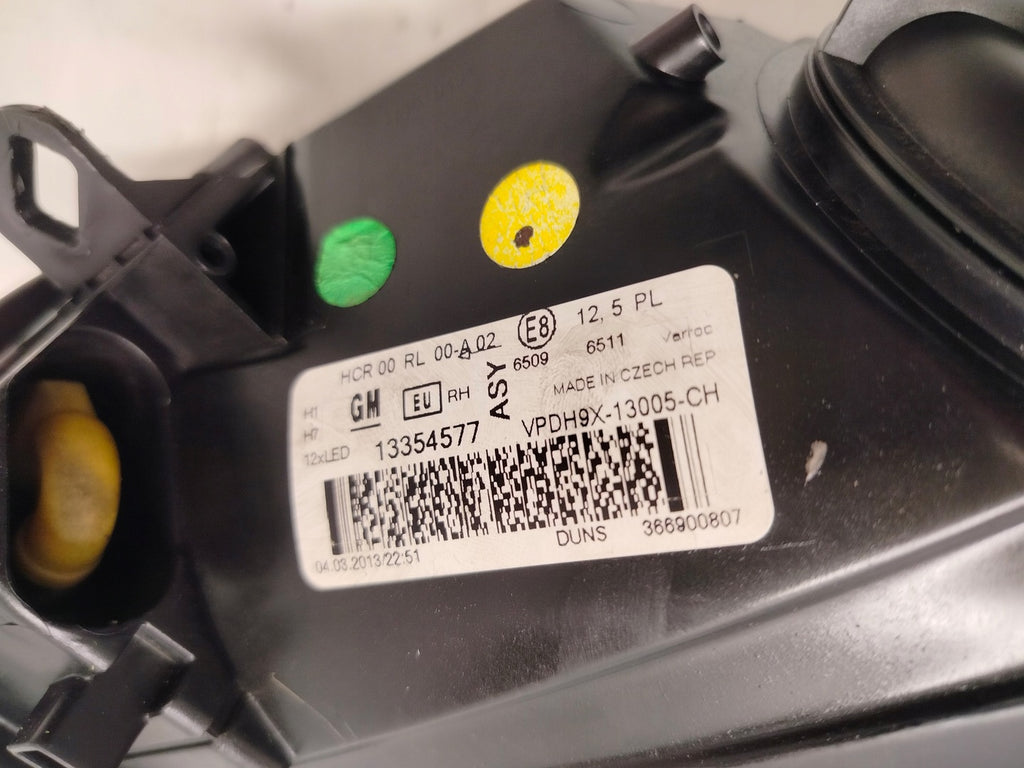 HCR 00 RL 00-A 02 E8 12, 5 PL
6509 6511 varroc
H1 GM EU RH ASY MADE IN CZECH REP
H7
12xLED 13354577 VPDH9X-13005-CH
04.03.2013/22:51 DUNS 366900807